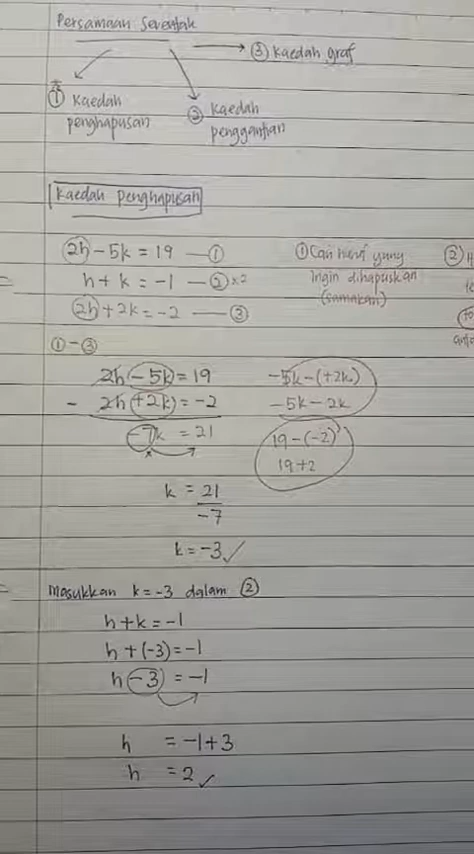 Persamaan Serentak
③ Kaedah graf
① Kaedah
penghapusan
② Kaedah
penggantian
Kaedah Penghapusan
2h - 5k = 19 — ①
h + k = -1 — ② ×2
2h + 2k = -2 — ③
① Cari huruf yang
ingin dihapuskan
(samakan)
②
① - ③
2h - 5k = 19
- 2h + 2k = -2
-7k = 21
-5k - (+2k)
-5k - 2k
19 - (-2)
19 + 2
k = 21
-7
k = -3 ✓
Masukkan k = -3 dalam ②
h + k = -1
h + (-3) = -1
h - 3 = -1
h = -1 + 3
h = 2 ✓